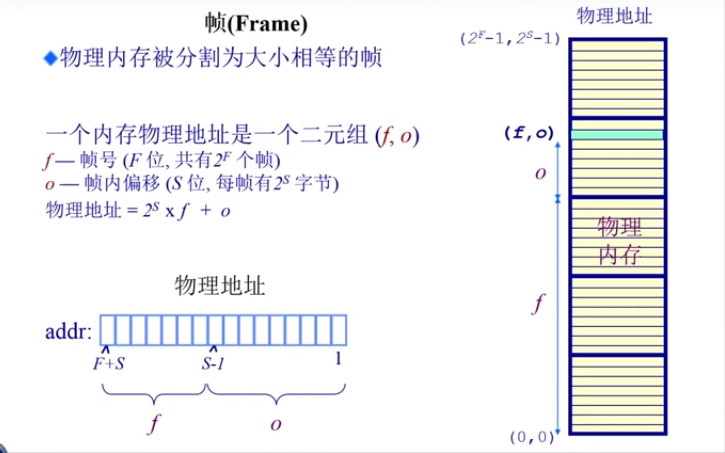 帧(Frame)
◆物理内存被分割为大小相等的帧
一个内存物理地址是一个二元组 (f, o)
f — 帧号 (F 位, 共有2^F 个帧)
o — 帧内偏移 (S 位, 每帧有2^S 字节)
物理地址 = 2^S x f + o
物理地址
addr:
F+S
S-1
1
f
o
物理地址
(2^F-1, 2^S-1)
(f,o)
o
物理
内存
f
(0,0)